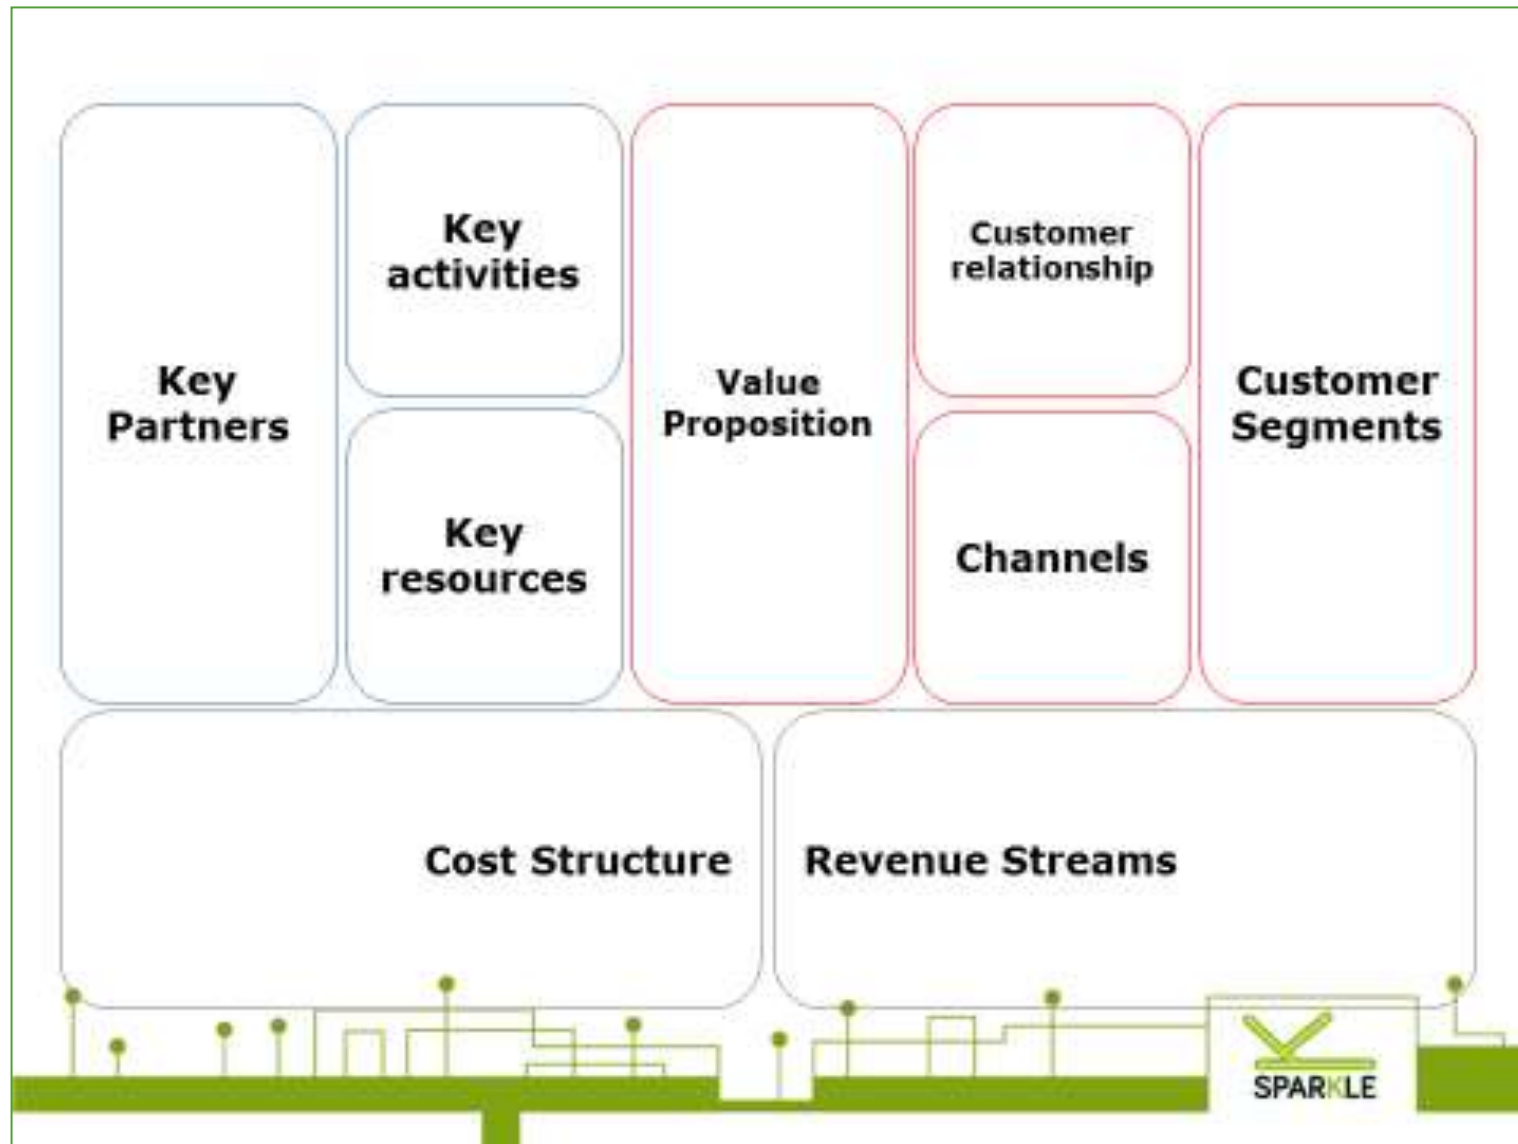 Key
Partners
Key
activities
Key
resources
Value
Proposition
Customer
relationship
Channels
Customer
Segments
Cost Structure
Revenue Streams
SPARKLE